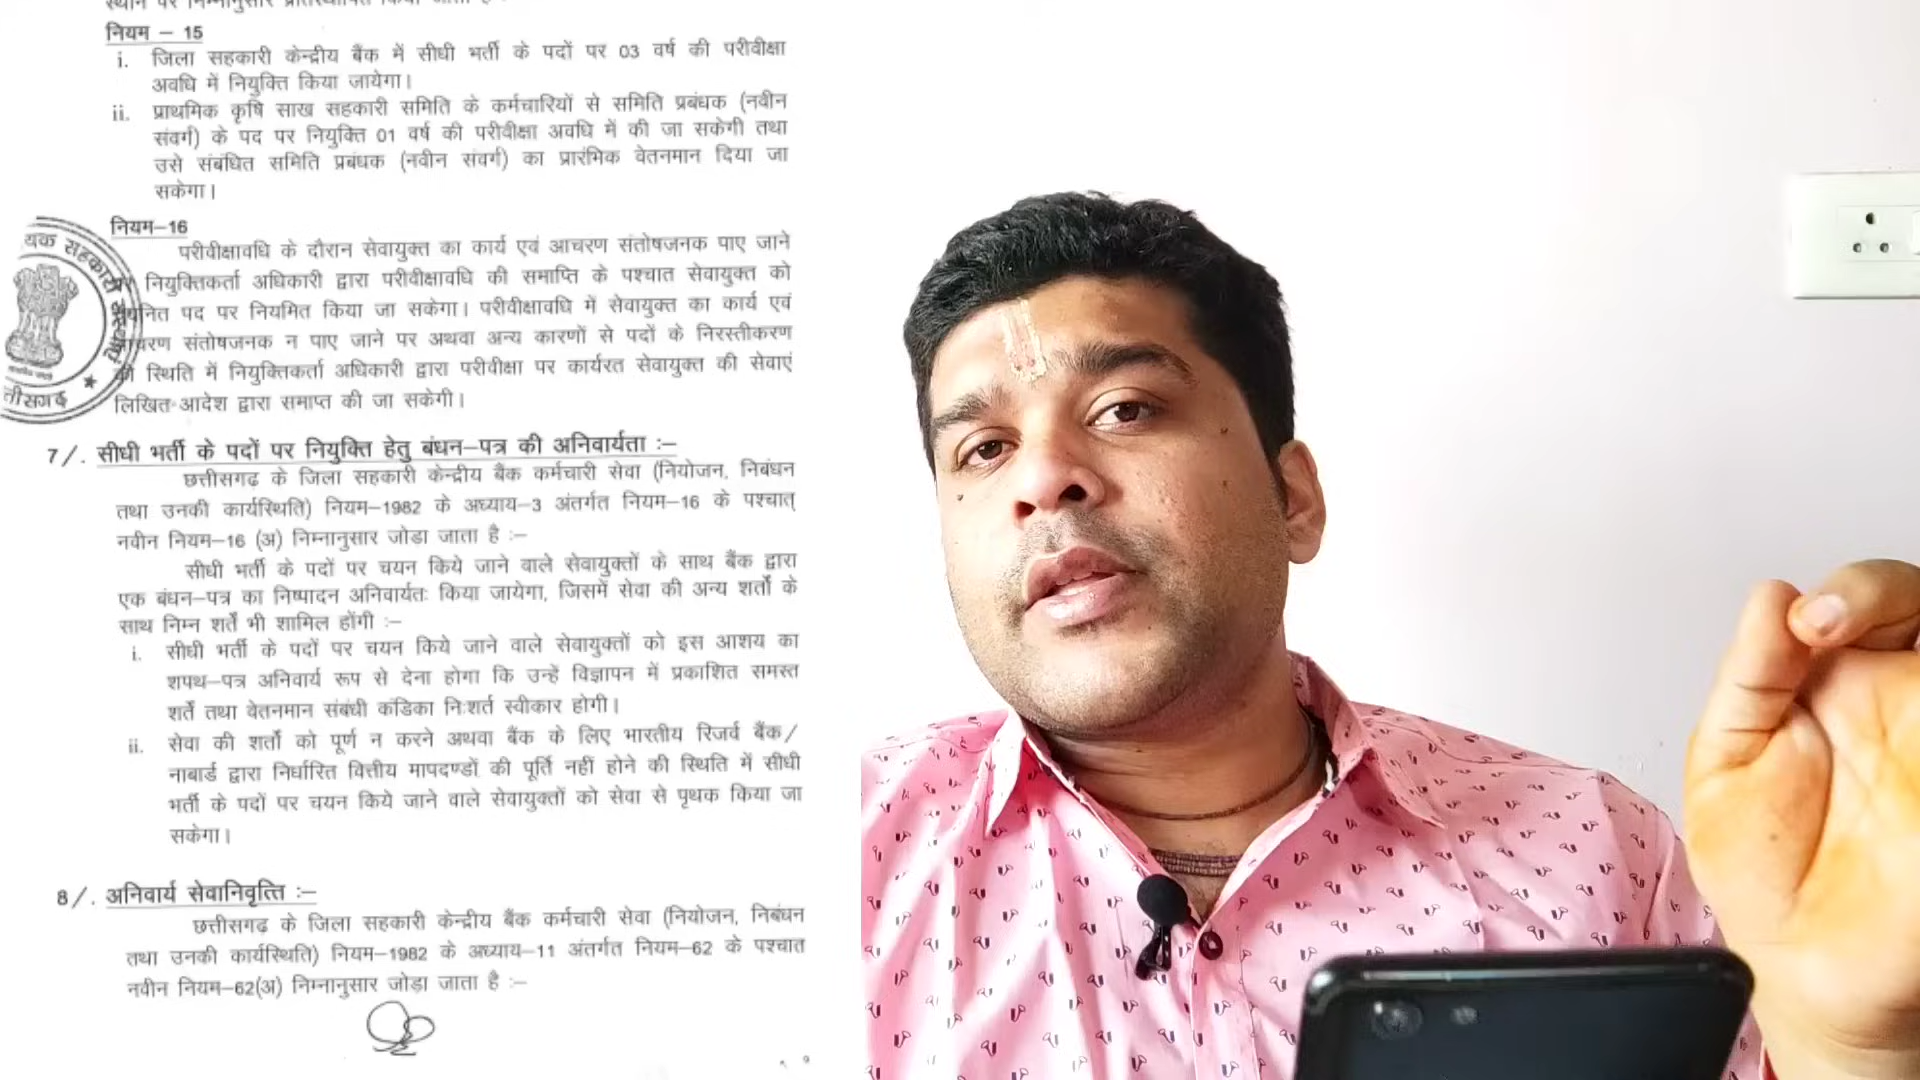 स्थान पर निम्नानुसार प्रतिस्थापित किया जाता
नियम – 15
i. जिला सहकारी केन्द्रीय बैंक में सीधी भर्ती के पदों पर 03 वर्ष की परीवीक्षा
अवधि में नियुक्ति किया जायेगा।
ii. प्राथमिक कृषि साख सहकारी समिति के कर्मचारियों से समिति प्रबंधक (नवीन
संवर्ग) के पद पर नियुक्ति 01 वर्ष की परीवीक्षा अवधि में की जा सकेगी तथा
उसे संबंधित समिति प्रबंधक (नवीन संवर्ग) का प्रारंभिक वेतनमान दिया जा
सकेगा।
नियम–16
परीवीक्षावधि के दौरान सेवायुक्त का कार्य एवं आचरण संतोषजनक पाए जाने
नियुक्तिकर्ता अधिकारी द्वारा परीवीक्षावधि की समाप्ति के पश्चात सेवायुक्त को
पद पर नियमित किया जा सकेगा। परीवीक्षावधि में सेवायुक्त का कार्य एवं
संतोषजनक न पाए जाने पर अथवा अन्य कारणों से पदों के निरस्तीकरण
की स्थिति में नियुक्तिकर्ता अधिकारी द्वारा परीवीक्षा पर कार्यरत सेवायुक्त की सेवाएं
लिखित आदेश द्वारा समाप्त की जा सकेगी।
7/. सीधी भर्ती के पदों पर नियुक्ति हेतु बंधन–पत्र की अनिवार्यता :–
छत्तीसगढ के जिला सहकारी केन्द्रीय बैंक कर्मचारी सेवा (नियोजन, निबंधन
तथा उनकी कार्यस्थिति) नियम–1982 के अध्याय–3 अंतर्गत नियम–16 के पश्चात्
नवीन नियम–16 (अ) निम्नानुसार जोड़ा जाता है :–
सीधी भर्ती के पदों पर चयन किये जाने वाले सेवायुक्तों के साथ बैंक द्वारा
एक बंधन–पत्र का निष्पादन अनिवार्यतः किया जायेगा, जिसमें सेवा की अन्य शर्तो के
साथ निम्न शर्तें भी शामिल होंगी :–
i. सीधी भर्ती के पदों पर चयन किये जाने वाले सेवायुक्तों को इस आशय का
शपथ–पत्र अनिवार्य रूप से देना होगा कि उन्हें विज्ञापन में प्रकाशित समस्त
शर्तें तथा वेतनमान संबंधी कंडिका निःशर्त स्वीकार होगी।
ii. सेवा की शर्तो को पूर्ण न करने अथवा बैंक के लिए भारतीय रिजर्व बैंक/
नाबार्ड द्वारा निर्धारित वित्तीय मापदण्डों की पूर्ति नहीं होने की स्थिति में सीधी
भर्ती के पदों पर चयन किये जाने वाले सेवायुक्तों को सेवा से पृथक किया जा
सकेगा।
8/. अनिवार्य सेवानिवृत्ति :–
छत्तीसगढ के जिला सहकारी केन्द्रीय बैंक कर्मचारी सेवा (नियोजन, निबंधन
तथा उनकी कार्यस्थिति) नियम–1982 के अध्याय–11 अंतर्गत नियम–62 के पश्चात
नवीन नियम–62(अ) निम्नानुसार जोड़ा जाता है :–